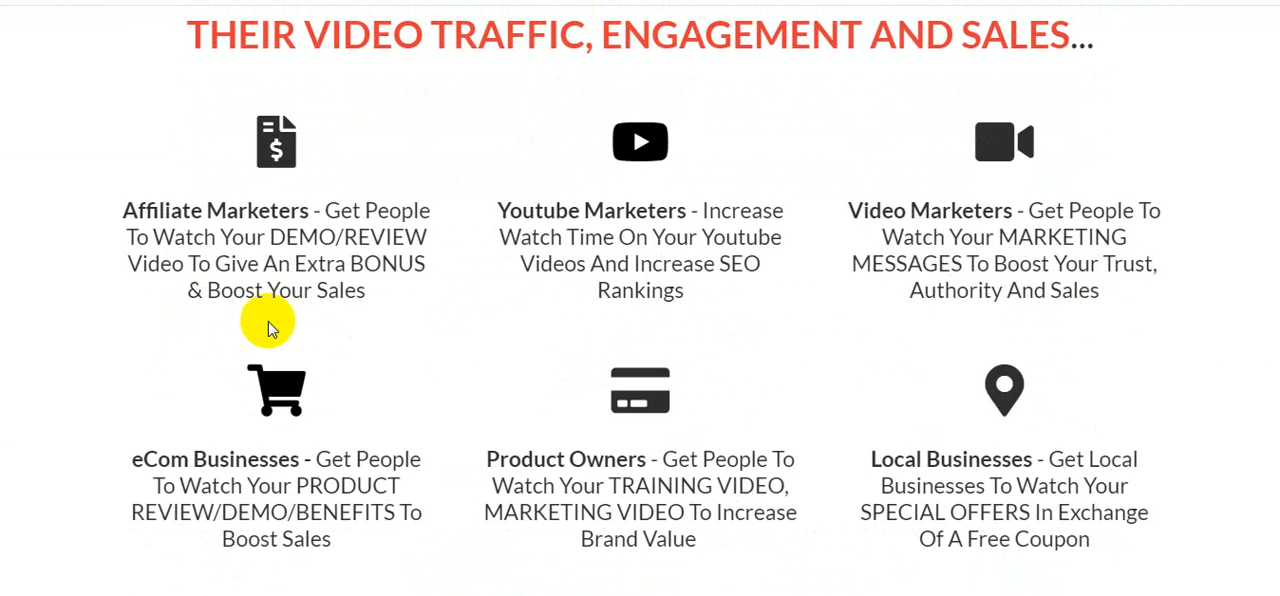 THEIR VIDEO TRAFFIC, ENGAGEMENT AND SALES...
Affiliate Marketers - Get People
To Watch Your DEMO/REVIEW
Video To Give An Extra BONUS
& Boost Your Sales
Youtube Marketers - Increase
Watch Time On Your Youtube
Videos And Increase SEO
Rankings
Video Marketers - Get People To
Watch Your MARKETING
MESSAGES To Boost Your Trust,
Authority And Sales
eCom Businesses - Get People
To Watch Your PRODUCT
REVIEW/DEMO/BENEFITS To
Boost Sales
Product Owners - Get People To
Watch Your TRAINING VIDEO,
MARKETING VIDEO To Increase
Brand Value
Local Businesses - Get Local
Businesses To Watch Your
SPECIAL OFFERS In Exchange
Of A Free Coupon